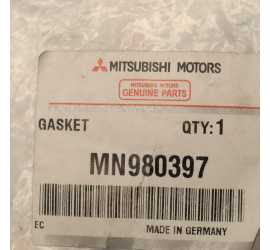 MITSUBISHI MOTORS
MITSUBISHI MOTORS
GENUINE PARTS
GASKET QTY:1
MN980397
EC MADE IN GERMANY